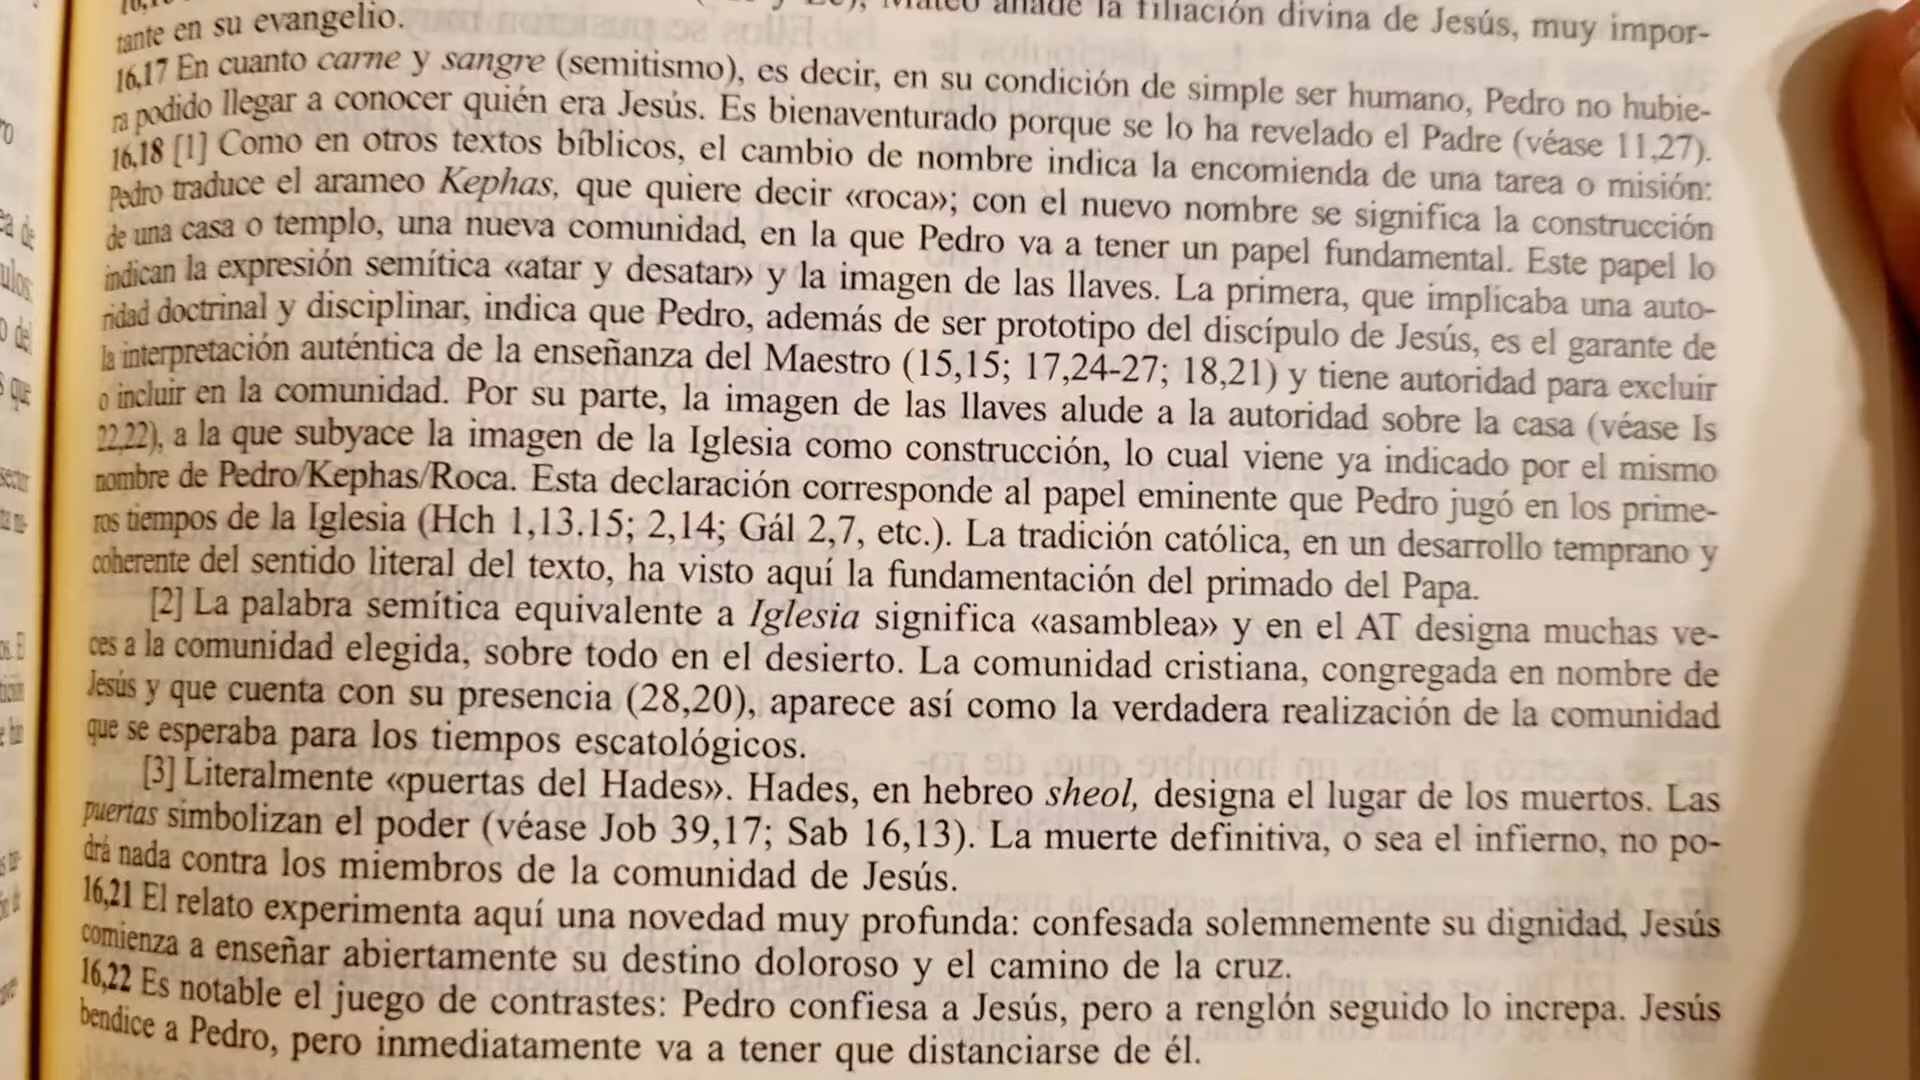 añade la filiación divina de Jesús, muy impor-
tante en su evangelio.
16,17 En cuanto carne y sangre (semitismo), es decir, en su condición de simple ser humano, Pedro no hubie-
ra podido llegar a conocer quién era Jesús. Es bienaventurado porque se lo ha revelado el Padre (véase 11,27).
16,18 [1] Como en otros textos bíblicos, el cambio de nombre indica la encomienda de una tarea o misión:
Pedro traduce el arameo Kephas, que quiere decir «roca»; con el nuevo nombre se significa la construcción
de una casa o templo, una nueva comunidad, en la que Pedro va a tener un papel fundamental. Este papel lo
indican la expresión semítica «atar y desatar» y la imagen de las llaves. La primera, que implicaba una auto-
ridad doctrinal y disciplinar, indica que Pedro, además de ser prototipo del discípulo de Jesús, es el garante de
la interpretación auténtica de la enseñanza del Maestro (15,15; 17,24-27; 18,21) y tiene autoridad para excluir
o incluir en la comunidad. Por su parte, la imagen de las llaves alude a la autoridad sobre la casa (véase Is
22,22), a la que subyace la imagen de la Iglesia como construcción, lo cual viene ya indicado por el mismo
nombre de Pedro/Kephas/Roca. Esta declaración corresponde al papel eminente que Pedro jugó en los prime-
ros tiempos de la Iglesia (Hch 1,13.15; 2,14; Gál 2,7, etc.). La tradición católica, en un desarrollo temprano y
coherente del sentido literal del texto, ha visto aquí la fundamentación del primado del Papa.
[2] La palabra semítica equivalente a Iglesia significa «asamblea» y en el AT designa muchas ve-
ces a la comunidad elegida, sobre todo en el desierto. La comunidad cristiana, congregada en nombre de
Jesús y que cuenta con su presencia (28,20), aparece así como la verdadera realización de la comunidad
que se esperaba para los tiempos escatológicos.
[3] Literalmente «puertas del Hades». Hades, en hebreo sheol, designa el lugar de los muertos. Las
puertas simbolizan el poder (véase Job 39,17; Sab 16,13). La muerte definitiva, o sea el infierno, no po-
drá nada contra los miembros de la comunidad de Jesús.
16,21 El relato experimenta aquí una novedad muy profunda: confesada solemnemente su dignidad, Jesús
comienza a enseñar abiertamente su destino doloroso y el camino de la cruz.
16,22 Es notable el juego de contrastes: Pedro confiesa a Jesús, pero a renglón seguido lo increpa. Jesús
bendice a Pedro, pero inmediatamente va a tener que distanciarse de él.